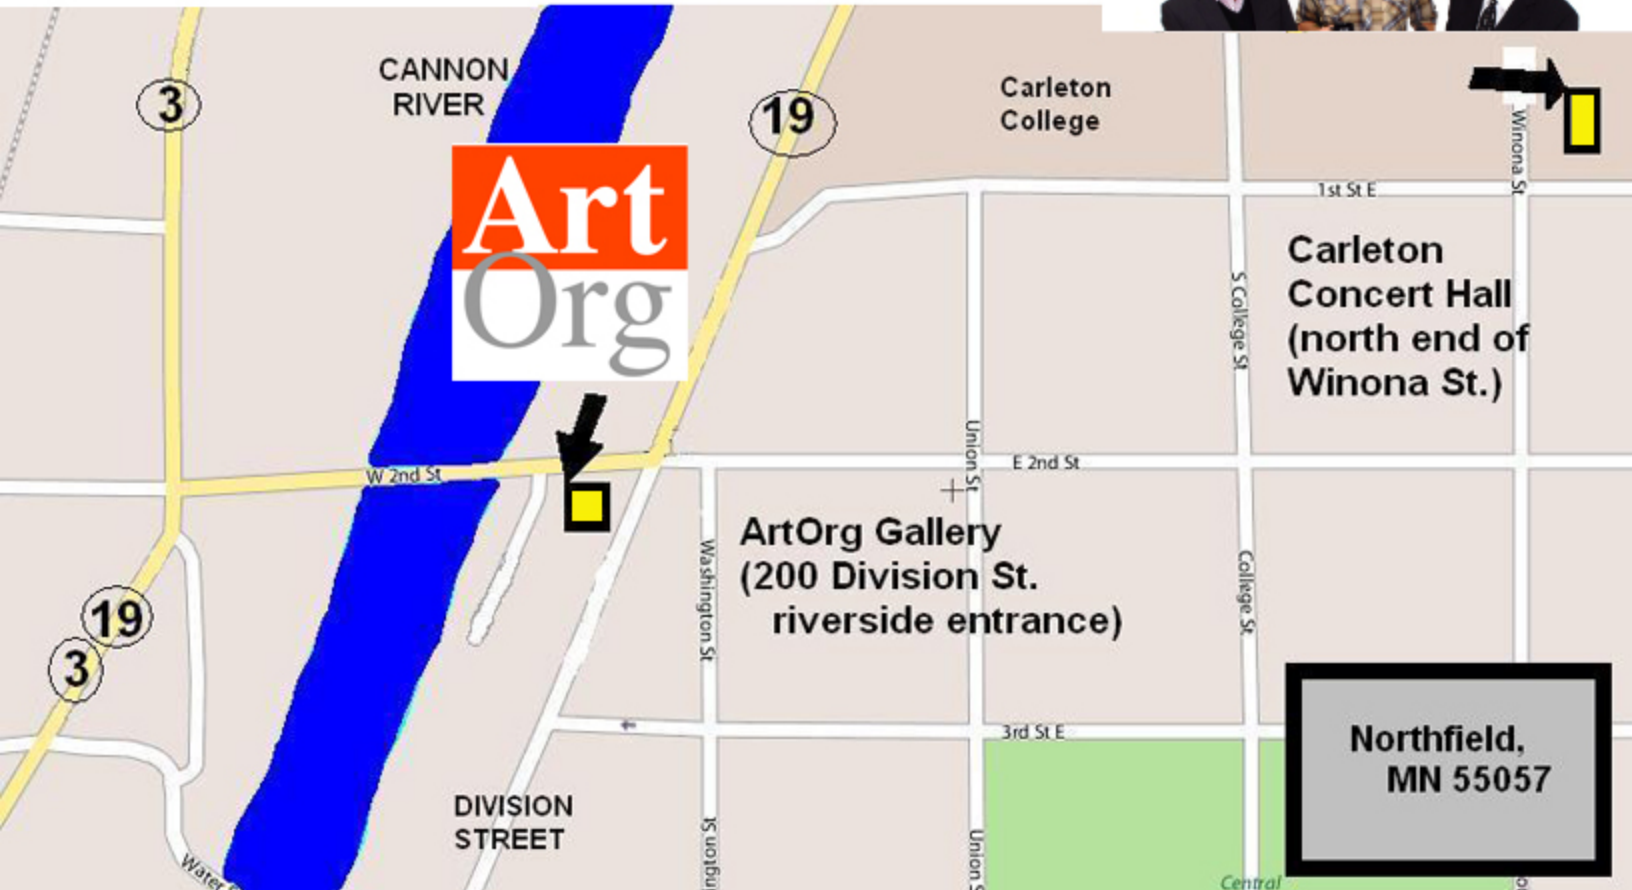 CANNON
RIVER
3
19
Carleton
College
Winona St
1st St E
Art
Org
Carleton
Concert Hall
(north end of
Winona St.)
S College St
W 2nd St
Union St
E 2nd St
ArtOrg Gallery
(200 Division St.
riverside entrance)
Washington St
College St
19
3
3rd St E
Northfield,
MN 55057
DIVISION
STREET
ngton St
Union S
Water
Central